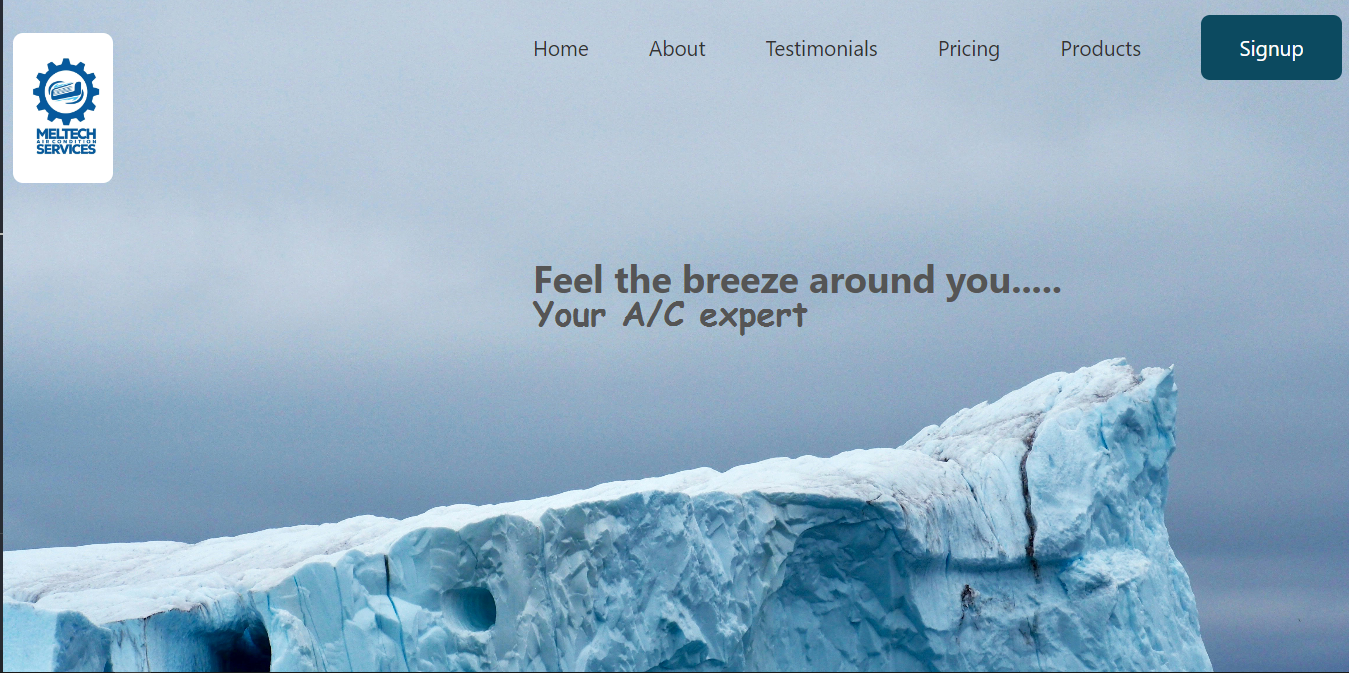 Home About Testimonials Pricing Products Signup
MELTECH
AIR CONDITION
SERVICES
Feel the breeze around you.....
Your A/C expert